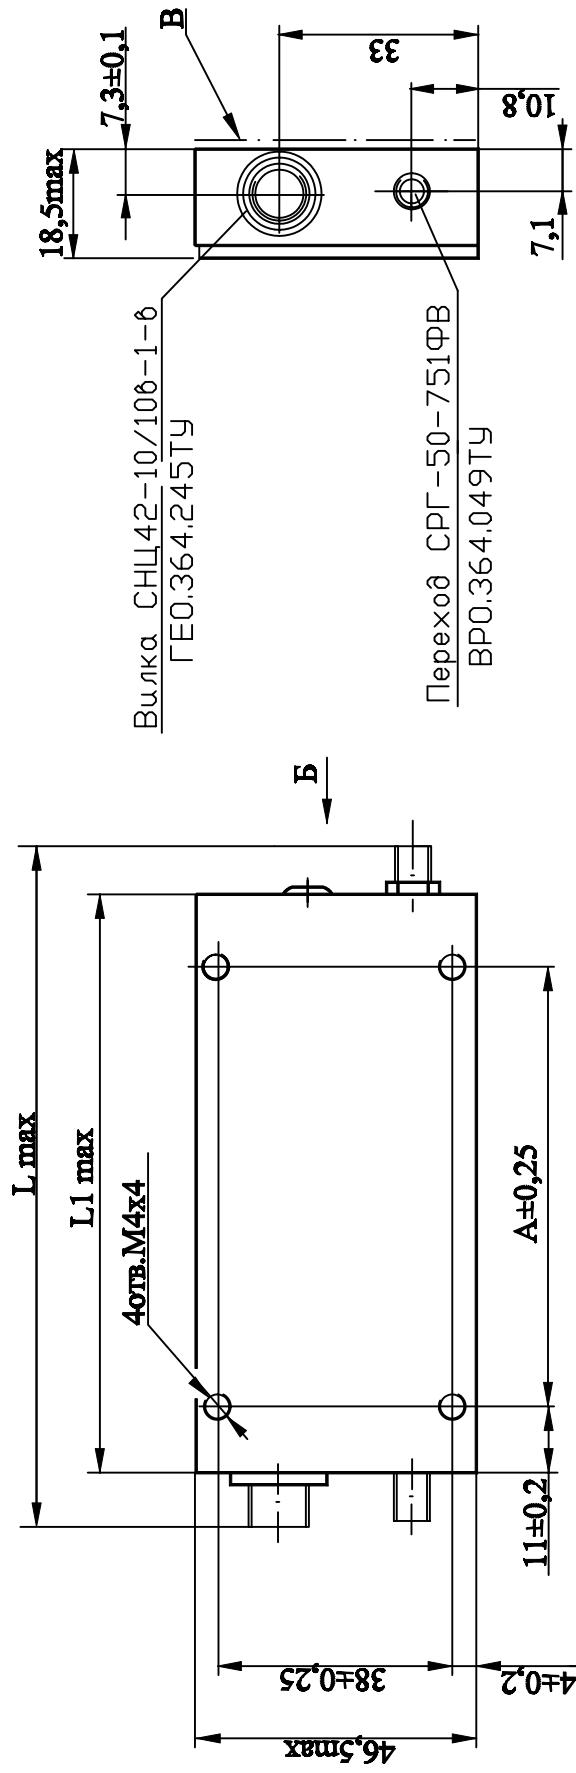 L max
L1 max
4отв.М4х4
А±0,25
11±0,2
38±0,25
4±0,2
46,5max
Б
18,5max
7,3±0,1
В
33
10,8
7,1
Вилка СНЦ42-10/10в-1-в
ГЕ0.364.245ТУ
Переход СРГ-50-751ФВ
ВР0.364.049ТУ